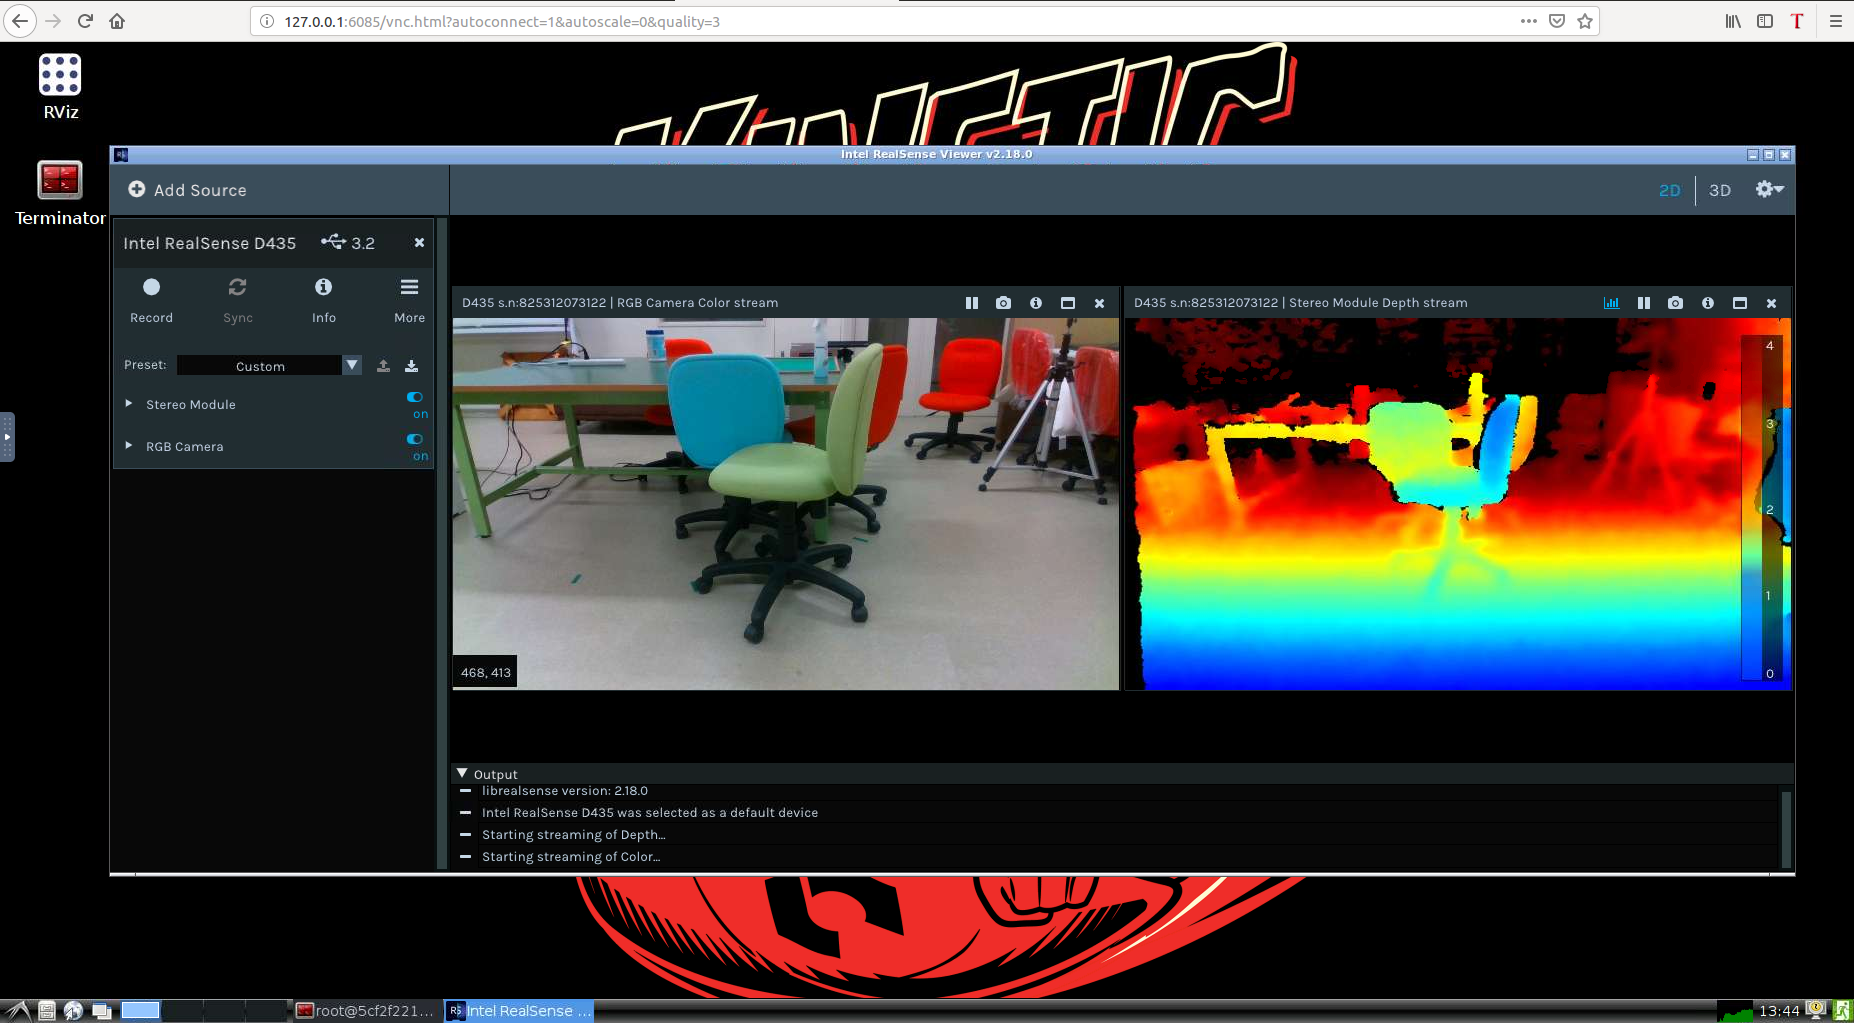 127.0.0.1:6085/vnc.html?autoconnect=1&autoscale=0&quality=3
T
RViz
KINETIC
Terminator
RS
Intel RealSense Viewer v2.18.0
Add Source
2D
3D
Intel RealSense D435
3.2
Record
Sync
Info
More
Preset:
Custom
Stereo Module
on
RGB Camera
on
D435 s.n:825312073122 | RGB Camera Color stream
468, 413
D435 s.n:825312073122 | Stereo Module Depth stream
4
3
2
1
0
Output
librealsense version: 2.18.0
Intel RealSense D435 was selected as a default device
Starting streaming of Depth...
Starting streaming of Color...
root@5cf2f221...
RS
Intel RealSense ...
13:44